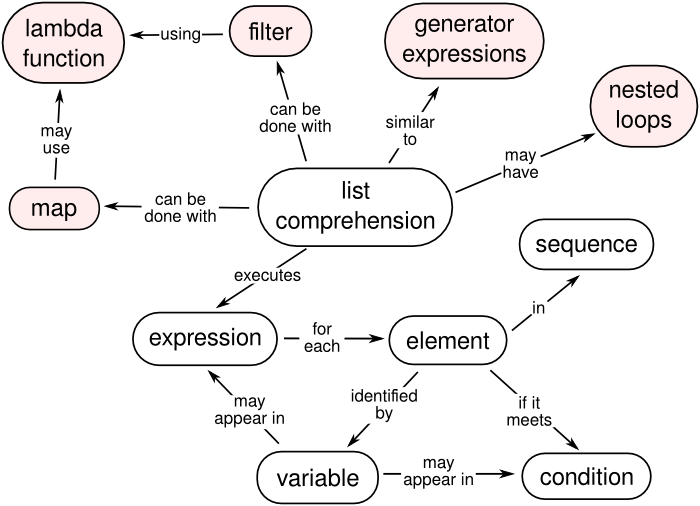 lambda
function
using
filter
generator
expressions
nested
loops
may
use
can be
done with
similar
to
may
have
map
can be
done with
list
comprehension
sequence
executes
in
expression
for
each
element
may
appear in
identified
by
if it
meets
variable
may
appear in
condition